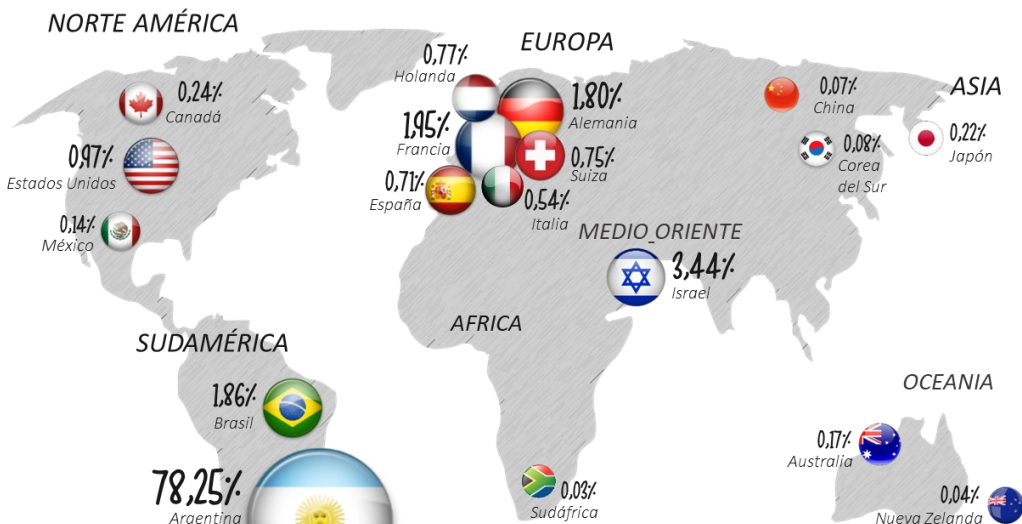 NORTE AMÉRICA
0,24%
Canadá
0,97%
Estados Unidos
0,14%
México
EUROPA
0,77%
Holanda
1,80%
Alemania
1,95%
Francia
0,75%
Suiza
0,71%
España
0,54%
Italia
ASIA
0,07%
China
0,08%
Corea
del Sur
0,22%
Japón
MEDIO_ORIENTE
3,44%
Israel
AFRICA
0,03%
Sudáfrica
SUDAMÉRICA
1,86%
Brasil
78,25%
Argentina
OCEANIA
0,17%
Australia
0,04%
Nueva Zelanda